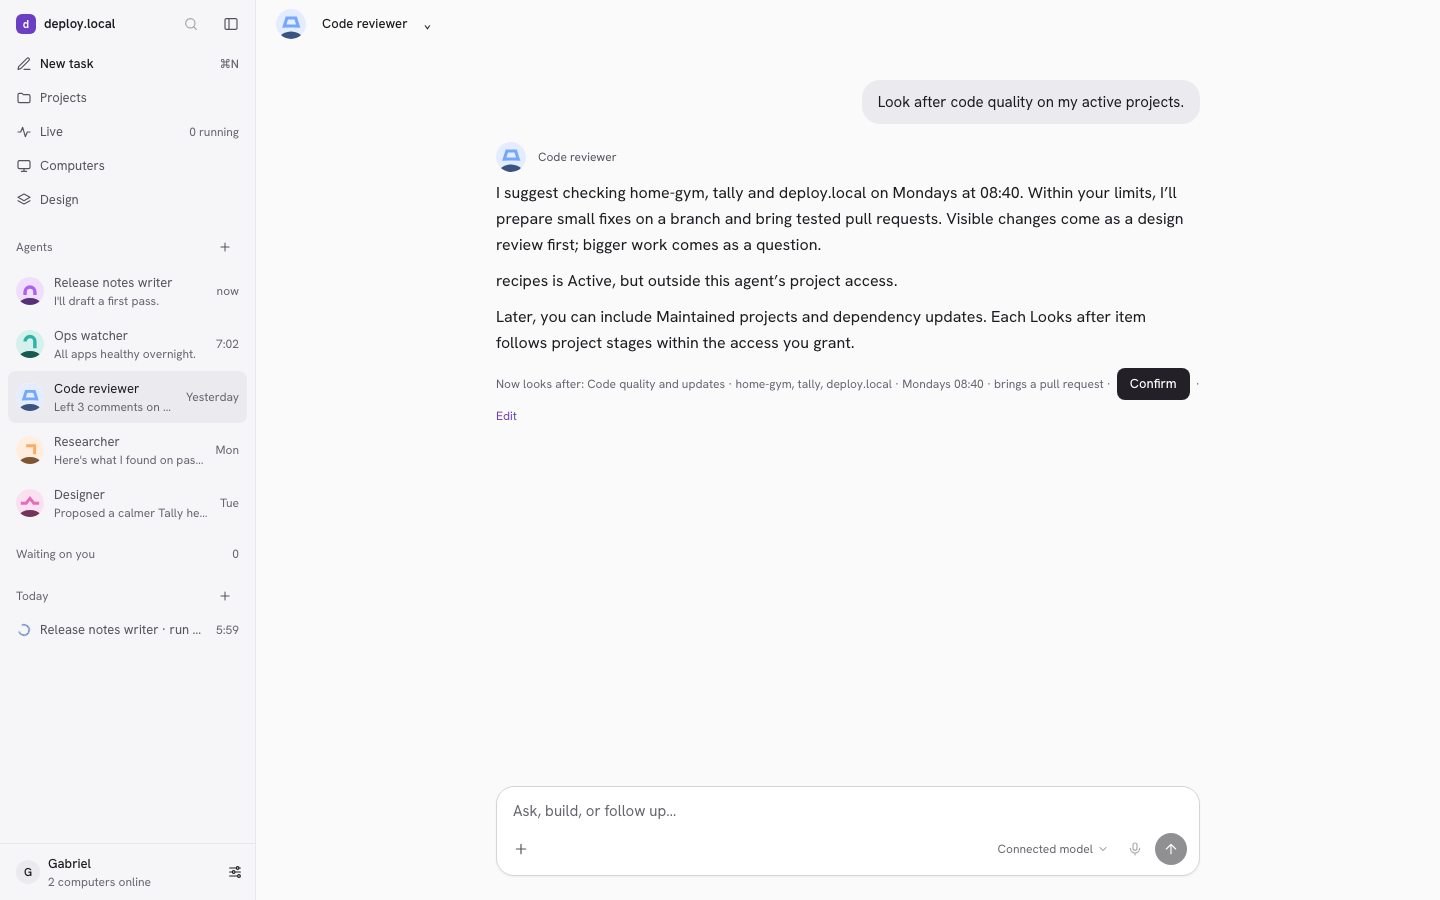 d deploy.local
New task ⌘N
Projects
Live 0 running
Computers
Design
Agents
Release notes writer
I'll draft a first pass. now
Ops watcher
All apps healthy overnight. 7:02
Code reviewer
Left 3 comments on ... Yesterday
Researcher
Here's what I found on pas... Mon
Designer
Proposed a calmer Tally he... Tue
Waiting on you 0
Today
Release notes writer · run ... 5:59
G Gabriel
2 computers online
Code reviewer
Look after code quality on my active projects.
Code reviewer
I suggest checking home-gym, tally and deploy.local on Mondays at 08:40. Within your limits, I’ll
prepare small fixes on a branch and bring tested pull requests. Visible changes come as a design
review first; bigger work comes as a question.
recipes is Active, but outside this agent’s project access.
Later, you can include Maintained projects and dependency updates. Each Looks after item
follows project stages within the access you grant.
Now looks after: Code quality and updates · home-gym, tally, deploy.local · Mondays 08:40 · brings a pull request · Confirm ·
Edit
Ask, build, or follow up...
Connected model